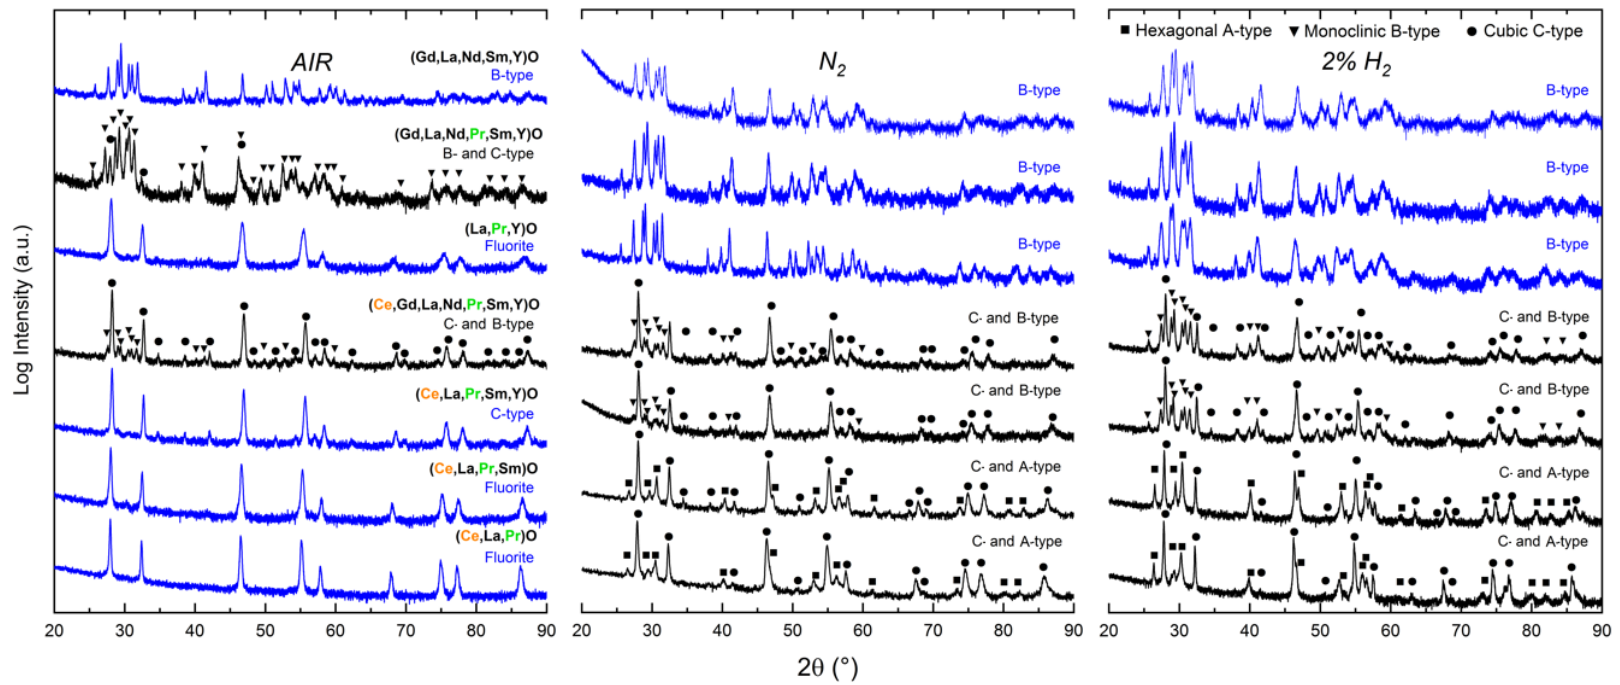 AIR
(Gd,La,Nd,Sm,Y)O
B-type
(Gd,La,Nd,Pr,Sm,Y)O
B- and C-type
(La,Pr,Y)O
Fluorite
(Ce,Gd,La,Nd,Pr,Sm,Y)O
C- and B-type
(Ce,La,Pr,Sm,Y)O
C-type
(Ce,La,Pr,Sm)O
Fluorite
(Ce,La,Pr)O
Fluorite
Log Intensity (a.u.)
20 30 40 50 60 70 80 90
N2
B-type
B-type
B-type
C- and B-type
C- and B-type
C- and A-type
C- and A-type
20 30 40 50 60 70 80 90
■ Hexagonal A-type ▼ Monoclinic B-type ● Cubic C-type
2% H2
B-type
B-type
B-type
C- and B-type
C- and B-type
C- and A-type
C- and A-type
20 30 40 50 60 70 80 90
2θ (°)